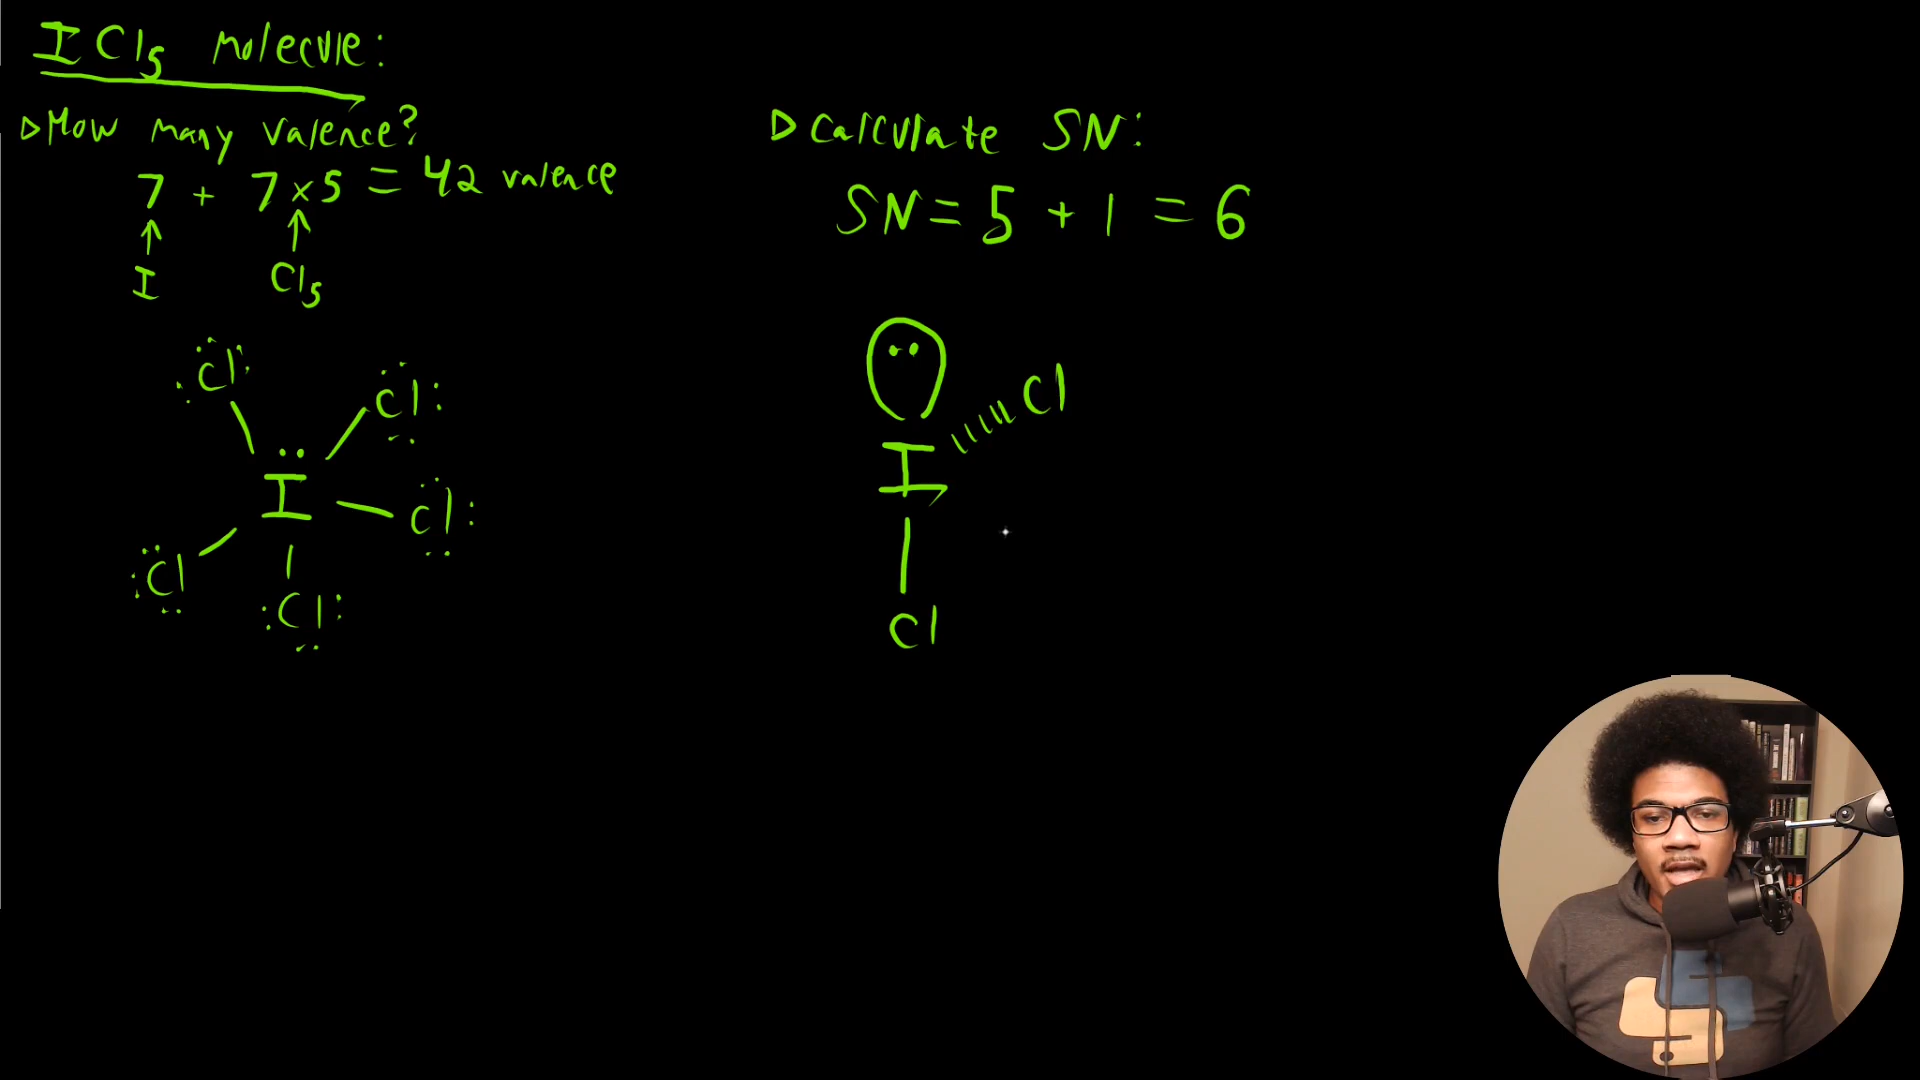 ICl5 Molecule:
▷How many valence?
7 + 7×5 = 42 valence
↑ ↑
I Cl5
▷Calculate SN:
SN = 5 + 1 = 6
Cl
Cl
I
Cl
Cl
Cl
Cl
I
Cl